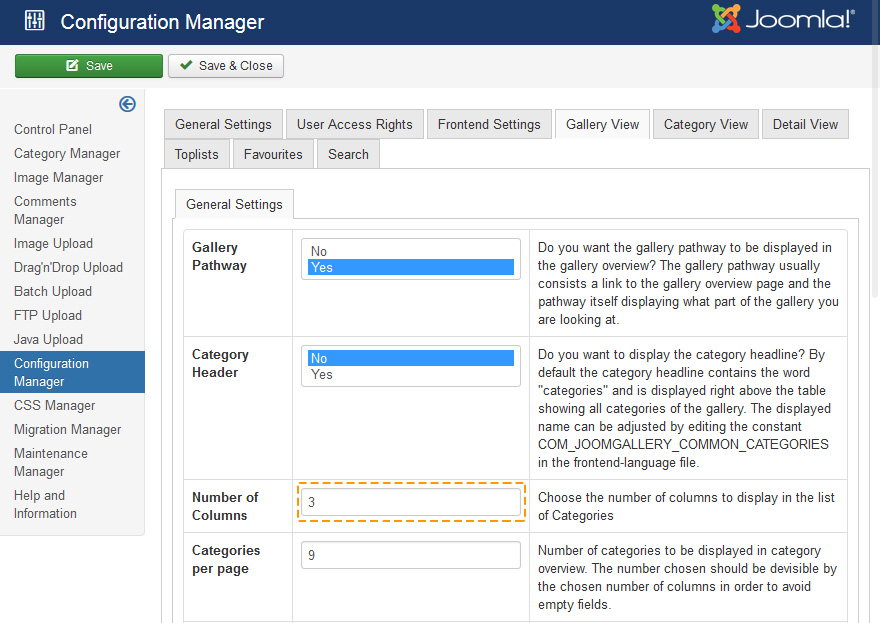 Configuration Manager
Joomla!®
Save
Save & Close
Control Panel
Category Manager
Image Manager
Comments
Manager
Image Upload
Drag'n'Drop Upload
Batch Upload
FTP Upload
Java Upload
Configuration
Manager
CSS Manager
Migration Manager
Maintenance
Manager
Help and
Information
General Settings
User Access Rights
Frontend Settings
Gallery View
Category View
Detail View
Toplists
Favourites
Search
General Settings
Gallery
Pathway
No
Yes
Do you want the gallery pathway to be displayed in
the gallery overview? The gallery pathway usually
consists a link to the gallery overview page and the
pathway itself displaying what part of the gallery you
are looking at.
Category
Header
No
Yes
Do you want to display the category headline? By
default the category headline contains the word
"categories" and is displayed right above the table
showing all categories of the gallery. The displayed
name can be adjusted by editing the constant
COM_JOOMGALLERY_COMMON_CATEGORIES
in the frontend-language file.
Number of
Columns
3
Choose the number of columns to display in the list
of Categories
Categories
per page
9
Number of categories to be displayed in category
overview. The number chosen should be devisible by
the chosen number of columns in order to avoid
empty fields.